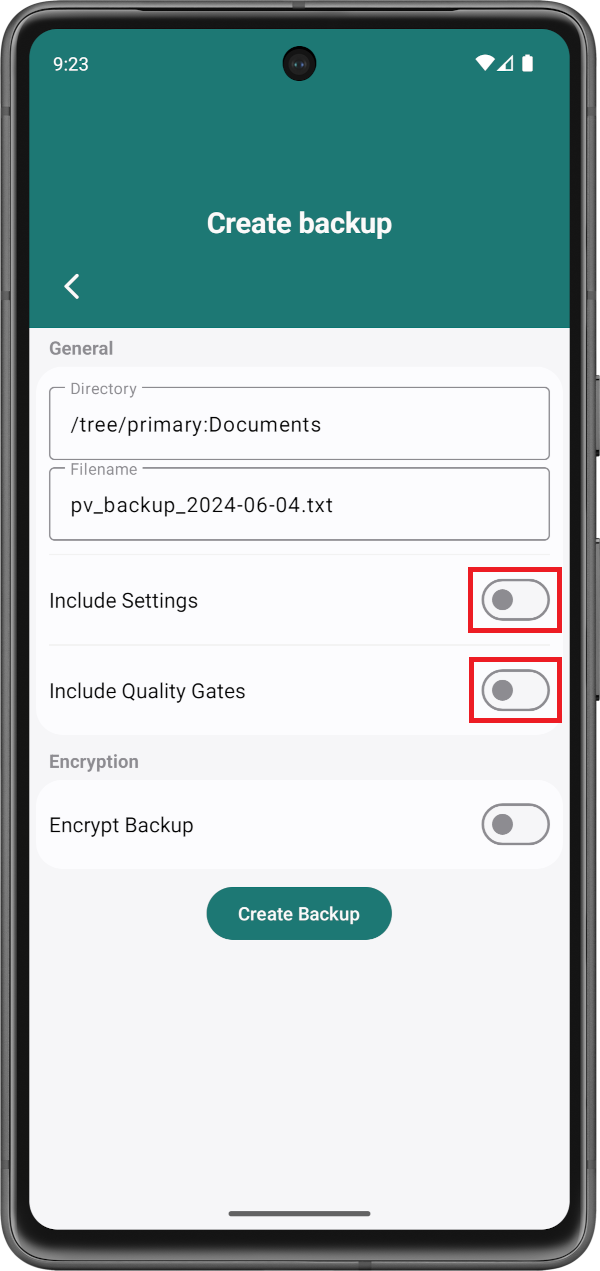 9:23
Create backup
General
Directory
/tree/primary:Documents
Filename
pv_backup_2024-06-04.txt
Include Settings
Include Quality Gates
Encryption
Encrypt Backup
Create Backup